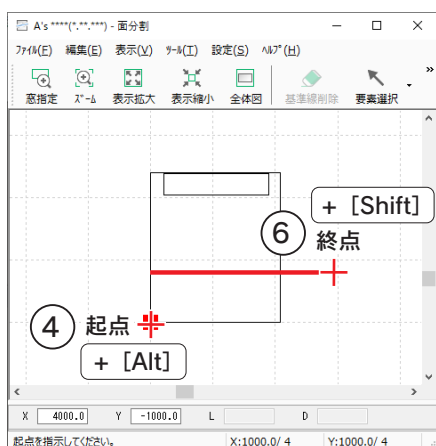 A's ****(*.**.***) - 面分割
ﾌｧｲﾙ(F) 編集(E) 表示(V) ﾂｰﾙ(T) 設定(S) ﾍﾙﾌﾟ(H)
窓指定 ｽﾞｰﾑ 表示拡大 表示縮小 全体図 基準線削除 要素選択
+ [Shift]
⑥ 終点
④ 起点
+ [Alt]
X 4000.0 Y -1000.0 L D
起点を指示してください。 X:1000.0/ 4 Y:1000.0/ 4